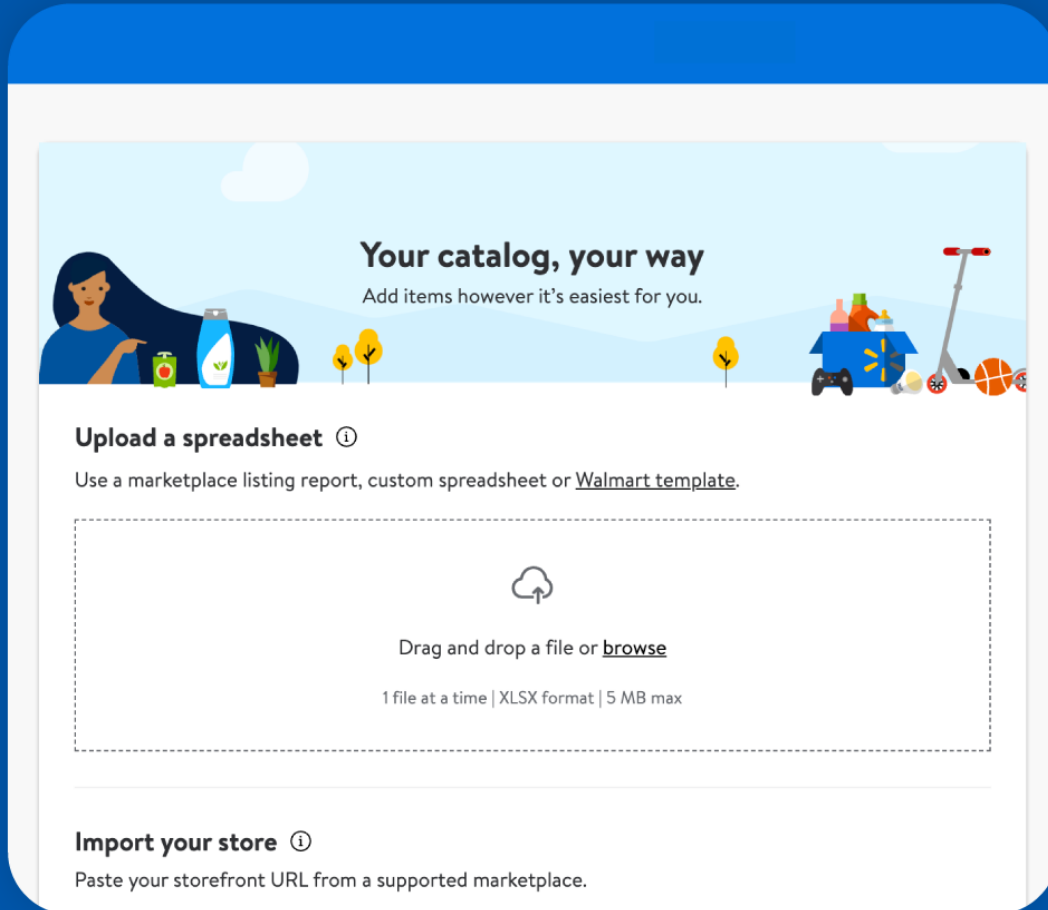 Your catalog, your way
Add items however it's easiest for you.
Upload a spreadsheet
Use a marketplace listing report, custom spreadsheet or Walmart template.
Drag and drop a file or browse
1 file at a time | XLSX format | 5 MB max
Import your store
Paste your storefront URL from a supported marketplace.